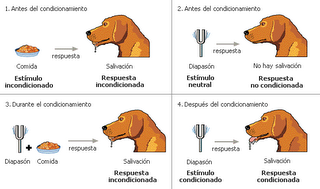 1. Antes del condicionamiento
respuesta
Comida
Salivación
Estímulo incondicionado
Respuesta incondicionada
2. Antes del condicionamiento
respuesta
Diapasón
No hay salivación
Estímulo neutral
Respuesta no condicionada
3. Durante el condicionamiento
respuesta
Diapasón
Comida
Salivación
Respuesta incondicionada
4. Después del condicionamiento
respuesta
Diapasón
Salivación
Estímulo condicionado
Respuesta condicionada